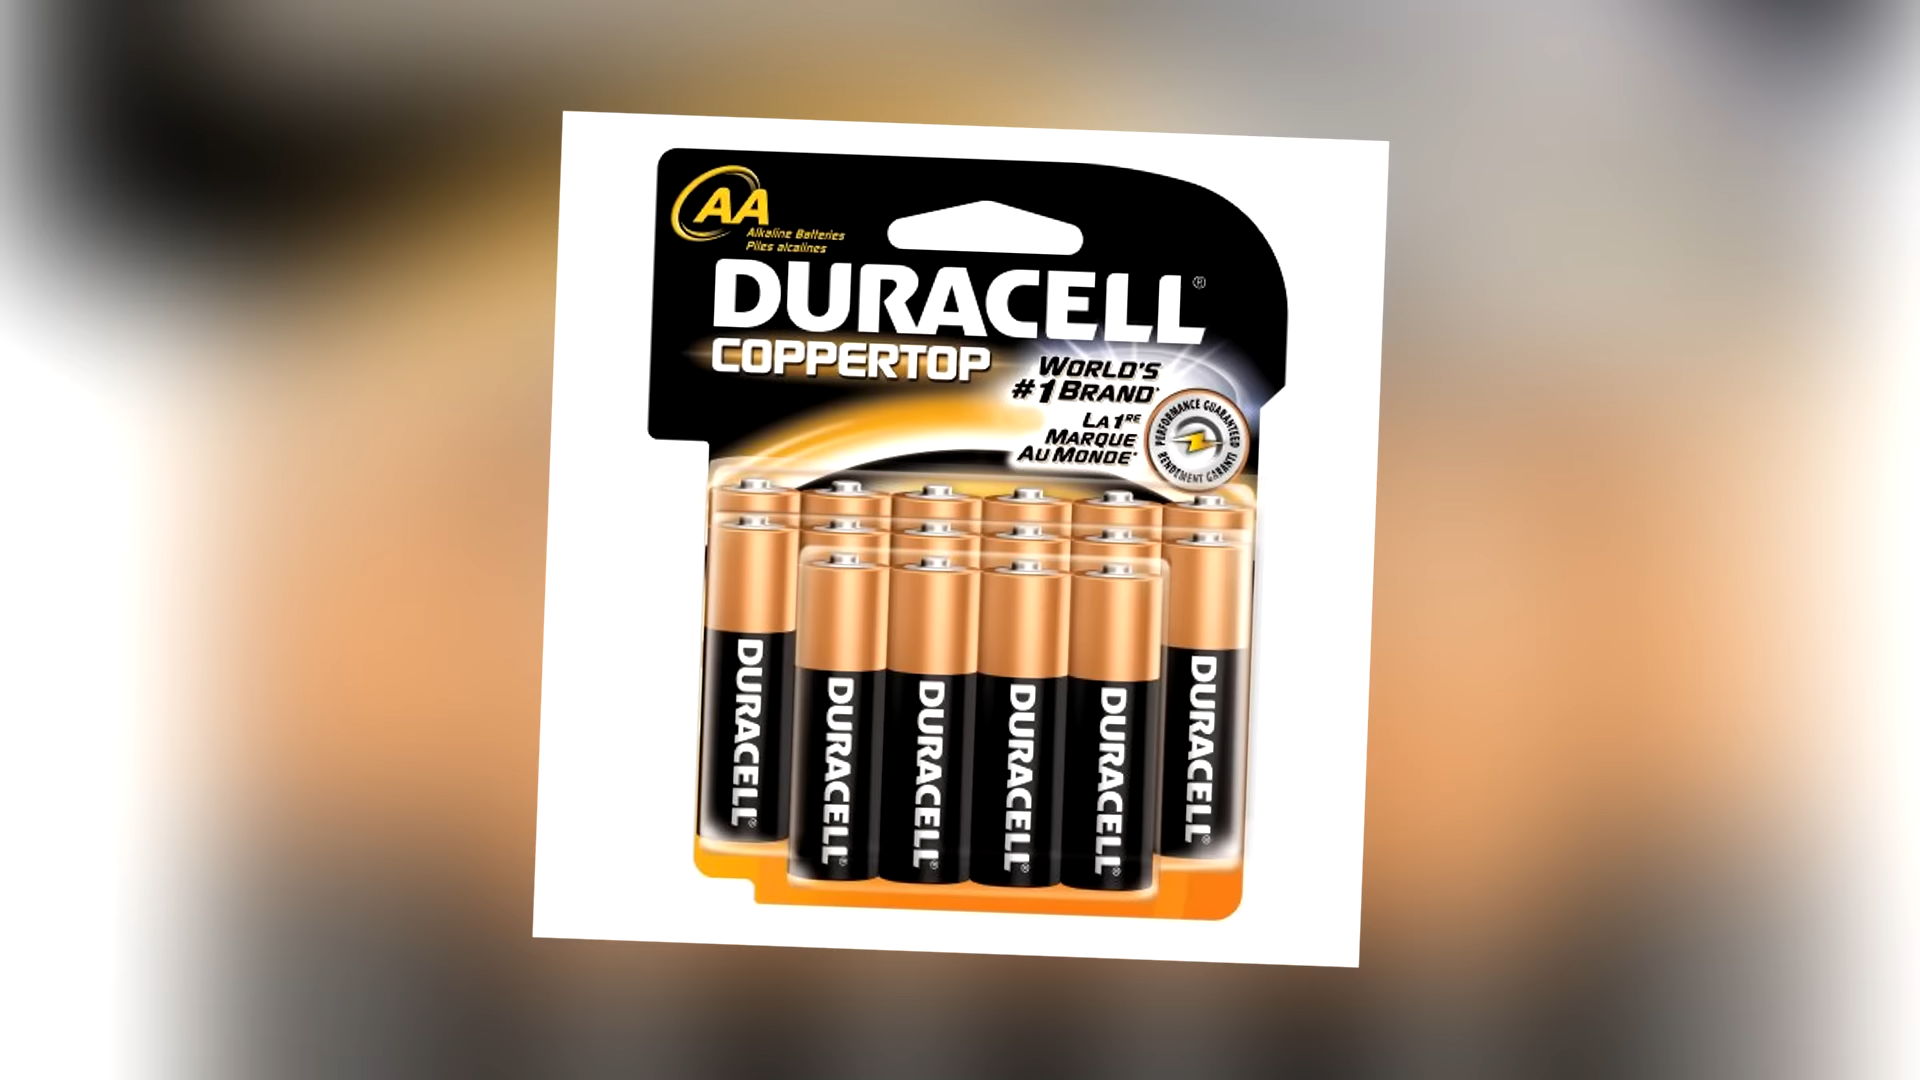 AA
Alkaline Batteries
Piles alcalines
DURACELL®
COPPERTOP
WORLD'S
#1 BRAND*
LA 1RE
MARQUE
AU MONDE*
PERFORMANCE GUARANTEED
RENDEMENT GARANTI
DURACELL®
DURACELL®
DURACELL®
DURACELL®
DURACELL®
DURACELL®